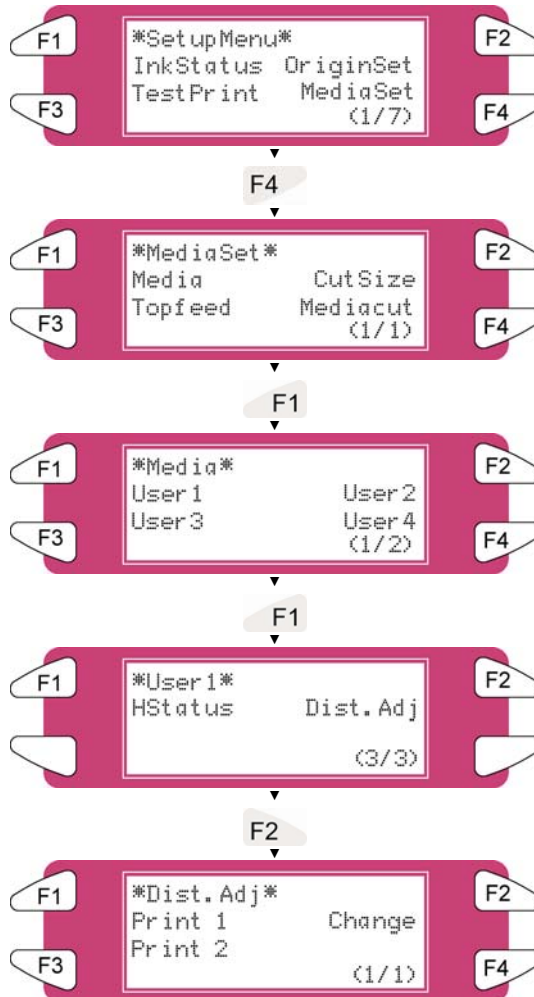 F1 *SetupMenu* F2
InkStatus OriginSet
F3 TestPrint MediaSet F4
(1/7)
▼
F4
▼
F1 *MediaSet* F2
Media CutSize
F3 Topfeed Mediacut F4
(1/1)
▼
F1
▼
F1 *Media* F2
User1 User2
F3 User3 User4 F4
(1/2)
▼
F1
▼
F1 *User1* F2
HStatus Dist.Adj
(3/3)
▼
F2
▼
F1 *Dist.Adj* F2
Print 1 Change
F3 Print 2 F4
(1/1)